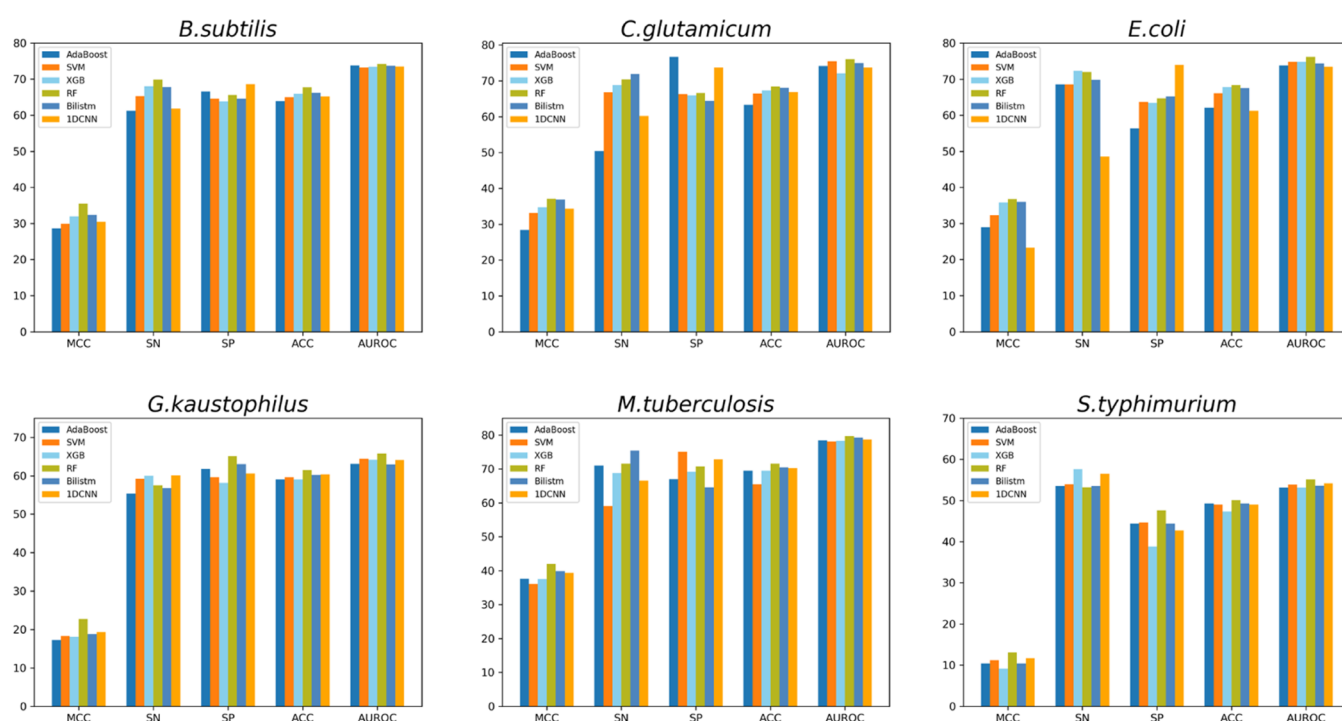 B.subtilis
80
70
60
50
40
30
20
10
0
AdaBoost
SVM
XGB
RF
Bilistm
1DCNN
MCC SN SP ACC AUROC
C.glutamicum
80
70
60
50
40
30
20
10
0
AdaBoost
SVM
XGB
RF
Bilistm
1DCNN
MCC SN SP ACC AUROC
E.coli
80
70
60
50
40
30
20
10
0
AdaBoost
SVM
XGB
RF
Bilistm
1DCNN
MCC SN SP ACC AUROC
G.kaustophilus
70
60
50
40
30
20
10
0
AdaBoost
SVM
XGB
RF
Bilistm
1DCNN
MCC SN SP ACC AUROC
M.tuberculosis
80
70
60
50
40
30
20
10
0
AdaBoost
SVM
XGB
RF
Bilistm
1DCNN
MCC SN SP ACC AUROC
S.typhimurium
70
60
50
40
30
20
10
0
AdaBoost
SVM
XGB
RF
Bilistm
1DCNN
MCC SN SP ACC AUROC